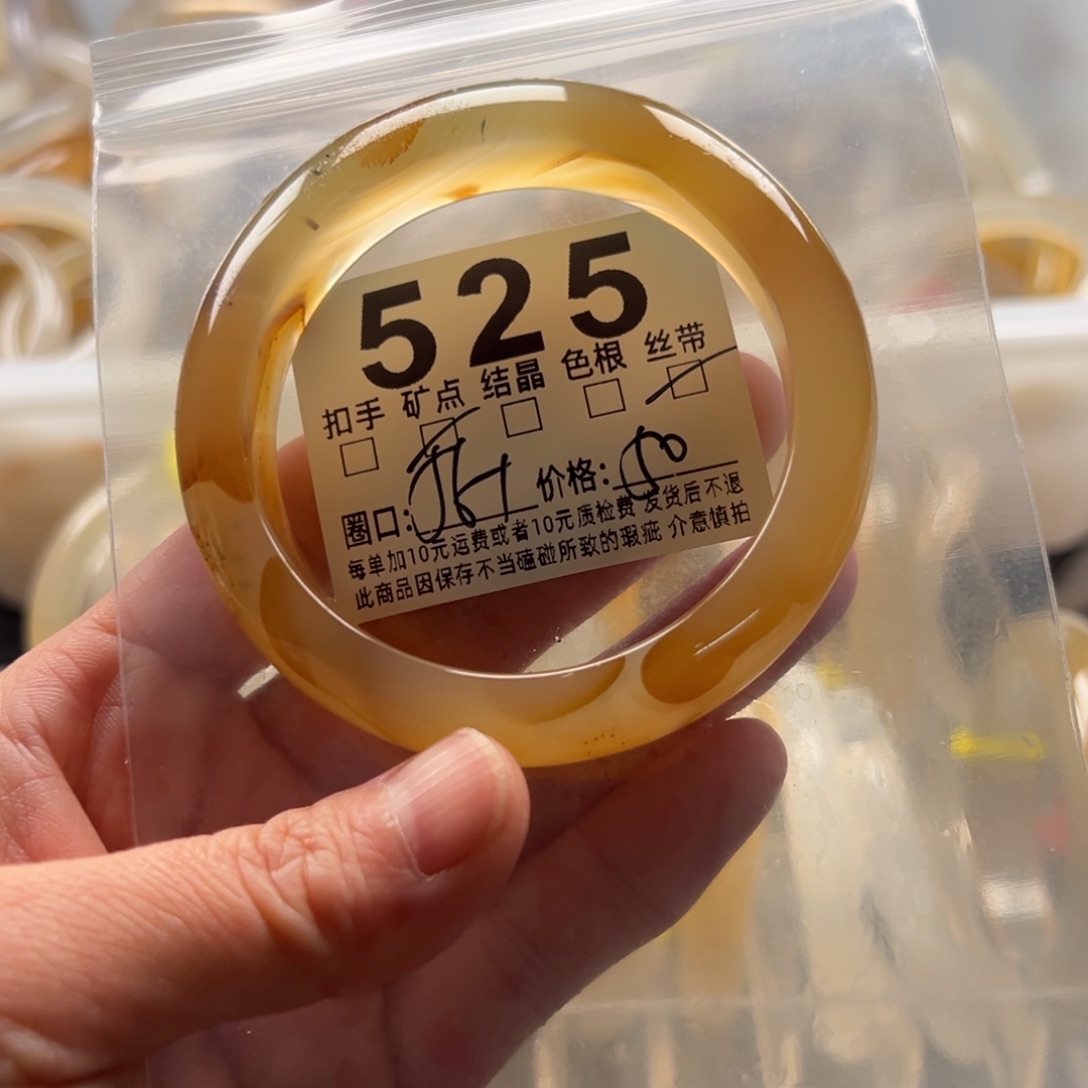 525
扣手 矿点 结晶 色根 丝带
圈口: 价格: 50
每单加10元运费或者10元质检费 发货后不退
此商品因保存不当磕碰所致的瑕疵 介意慎拍